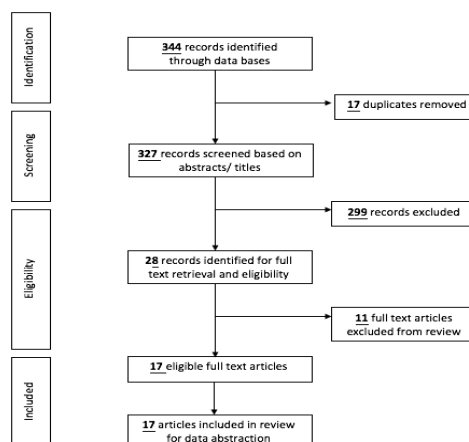 Identification
344 records identified
through data bases
17 duplicates removed
Screening
327 records screened based on
abstracts/ titles
299 records excluded
Eligibility
28 records identified for full
text retrieval and eligibility
11 full text articles
excluded from review
17 eligible full text articles
Included
17 articles included in review
for data abstraction